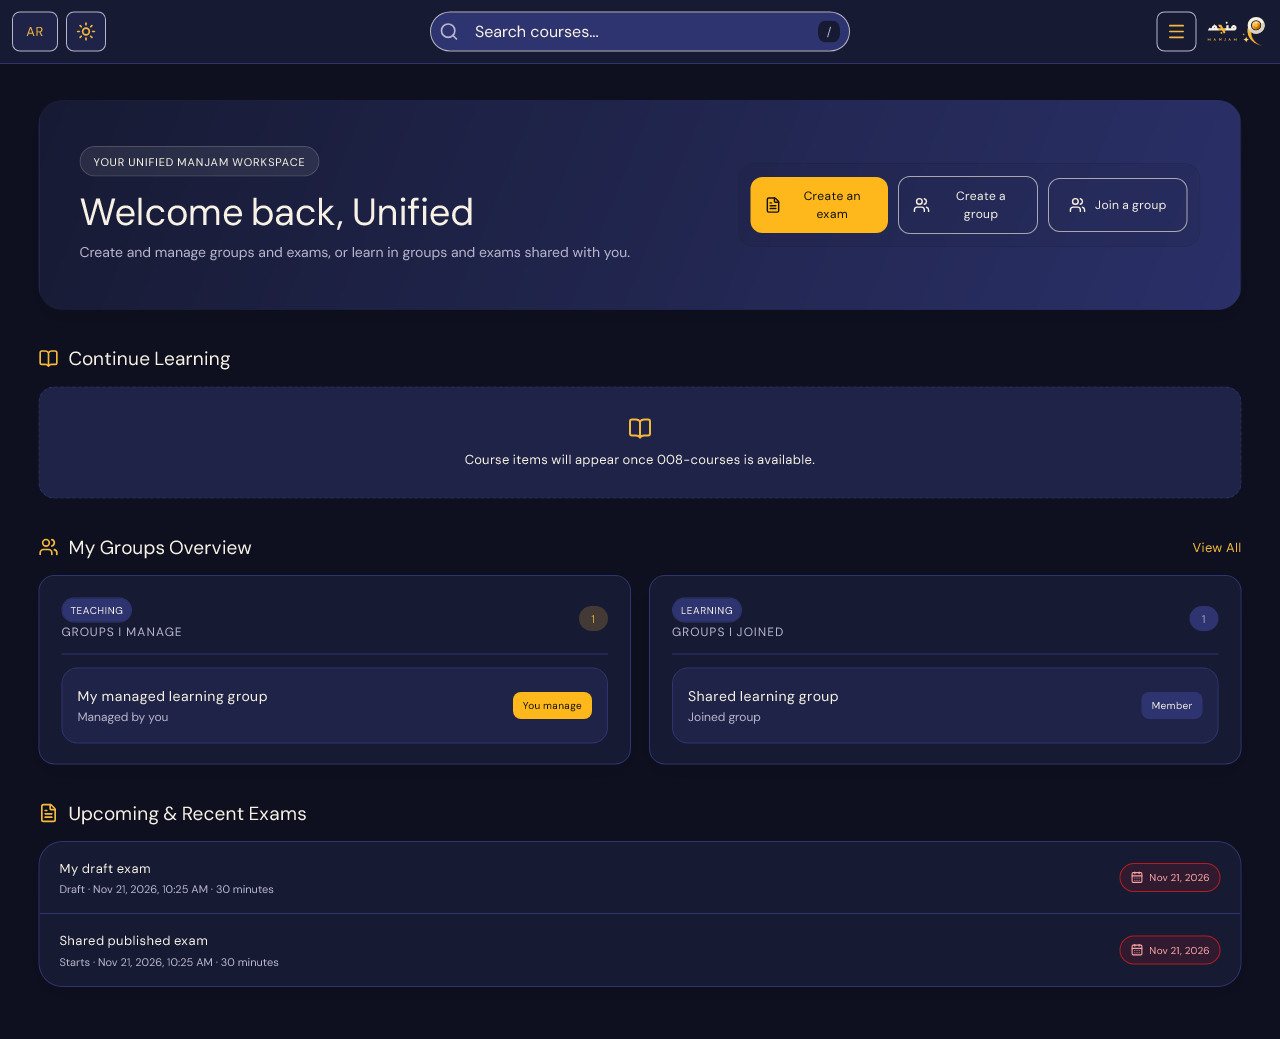 AR
Search courses...
/
منجم
MANJAM
YOUR UNIFIED MANJAM WORKSPACE
Welcome back, Unified
Create and manage groups and exams, or learn in groups and exams shared with you.
Create an
exam
Create a
group
Join a group
Continue Learning
Course items will appear once 008-courses is available.
My Groups Overview
View All
TEACHING
GROUPS I MANAGE
1
My managed learning group
Managed by you
You manage
LEARNING
GROUPS I JOINED
1
Shared learning group
Joined group
Member
Upcoming & Recent Exams
My draft exam
Draft · Nov 21, 2026, 10:25 AM · 30 minutes
Nov 21, 2026
Shared published exam
Starts · Nov 21, 2026, 10:25 AM · 30 minutes
Nov 21, 2026